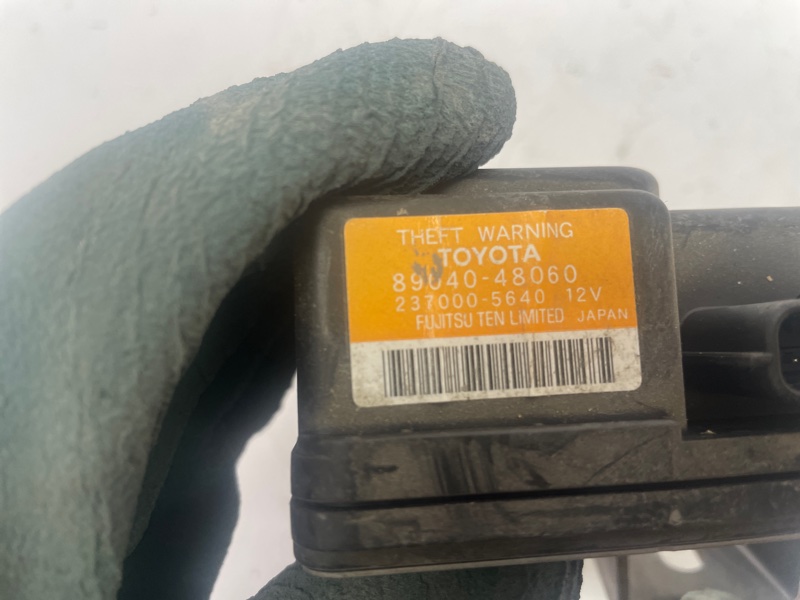 THEFT WARNING
TOYOTA
89040-48060
237000-5640 12V
FUJITSU TEN LIMITED JAPAN